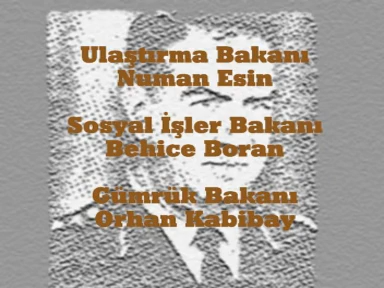 Ulaştırma Bakanı
Numan Esin
Sosyal İşler Bakanı
Behice Boran
Gümrük Bakanı
Orhan Kabibay